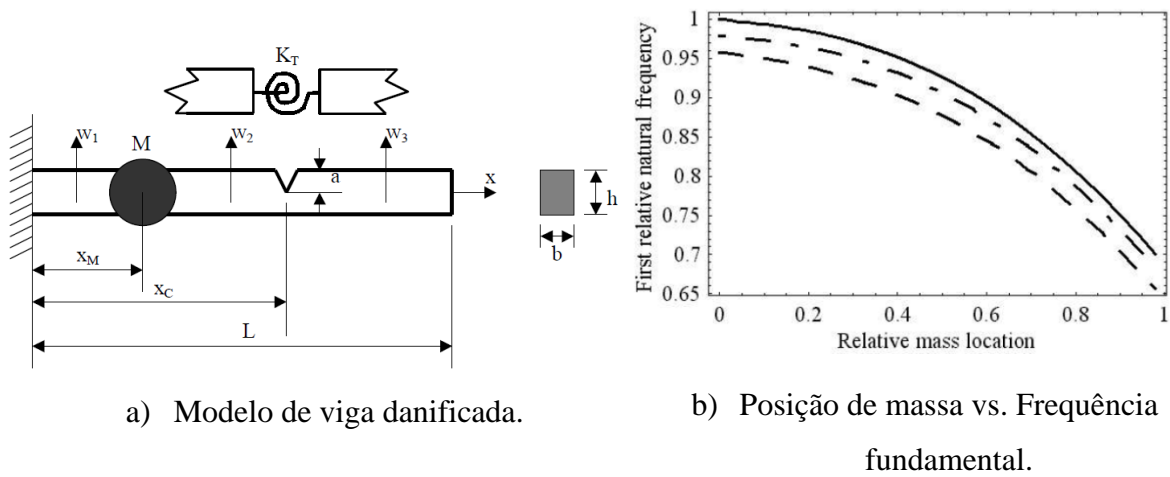 K_T
w_1
M
w_2
w_3
a
x
h
b
x_M
x_C
L
a) Modelo de viga danificada.
First relative natural frequency
1
0.95
0.9
0.85
0.8
0.75
0.7
0.65
0
0.2
0.4
0.6
0.8
1
Relative mass location
b) Posição de massa vs. Frequência
fundamental.